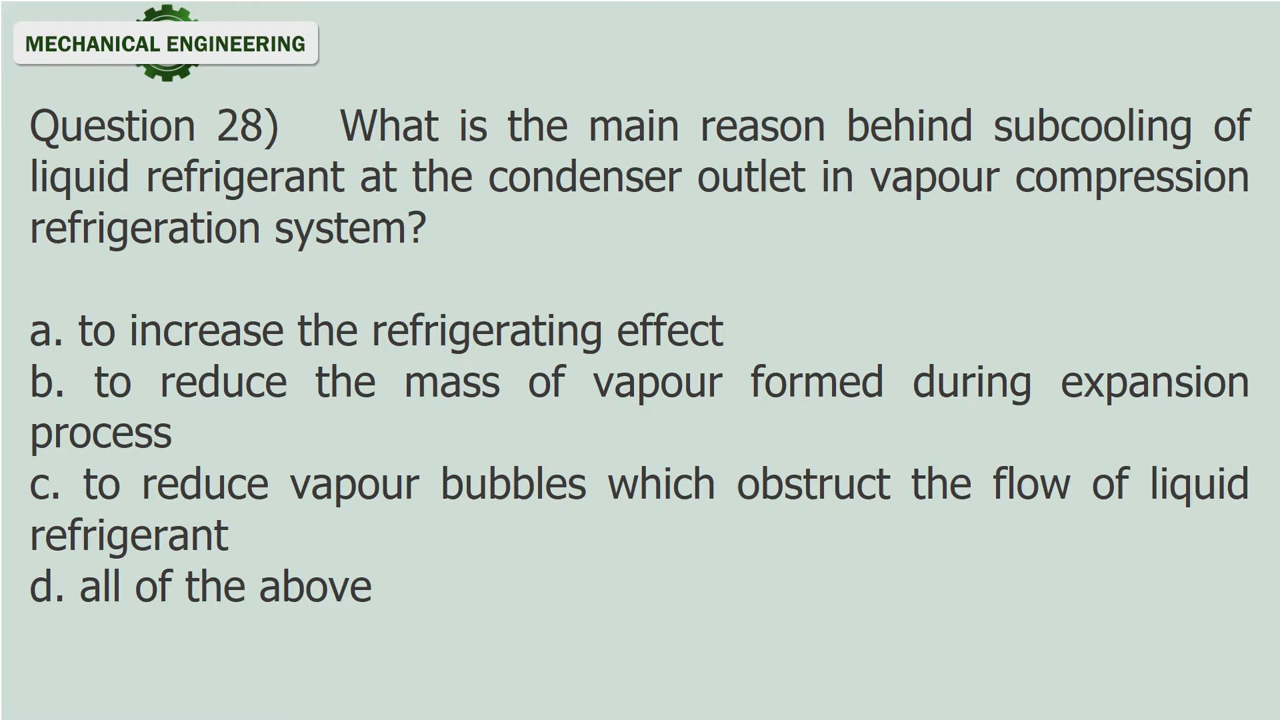 MECHANICAL ENGINEERING
Question 28) What is the main reason behind subcooling of
liquid refrigerant at the condenser outlet in vapour compression
refrigeration system?
a. to increase the refrigerating effect
b. to reduce the mass of vapour formed during expansion
process
c. to reduce vapour bubbles which obstruct the flow of liquid
refrigerant
d. all of the above